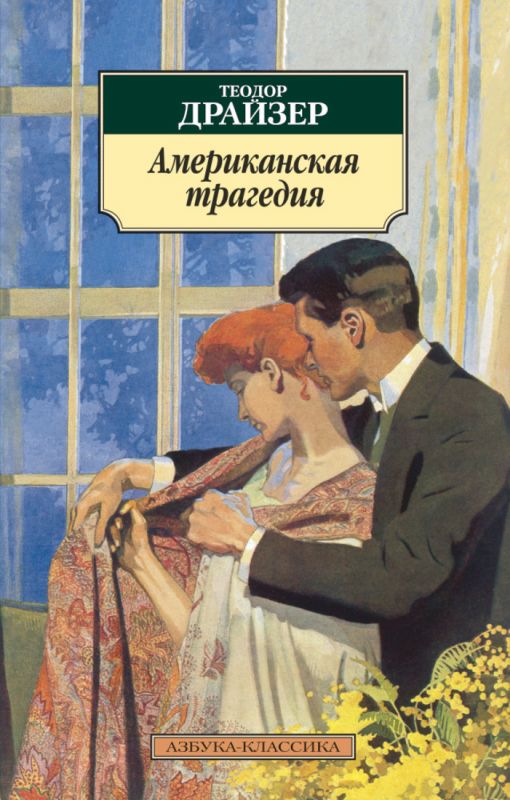 ТЕОДОР
ДРАЙЗЕР
Американская
трагедия
АЗБУКА-КЛАССИКА